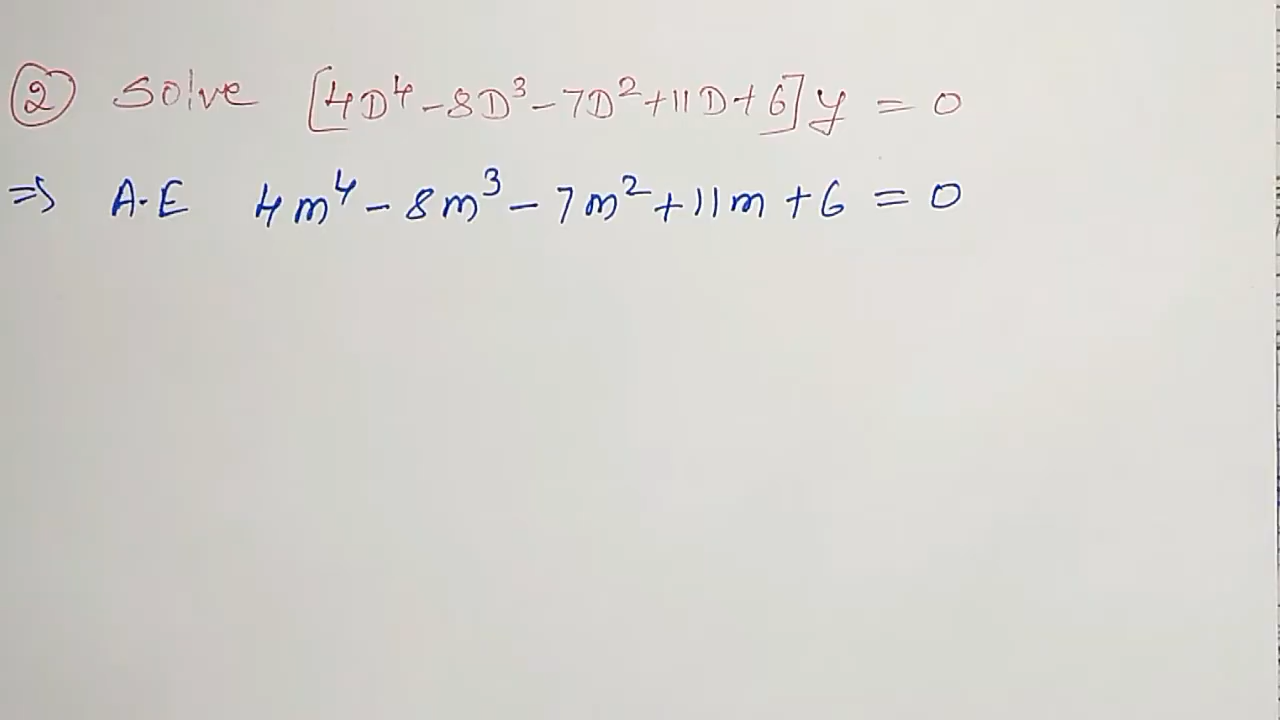 ② Solve [4D⁴-8D³-7D²+11D+6]y = 0
⇒ A.E 4m⁴-8m³-7m²+11m+6 = 0